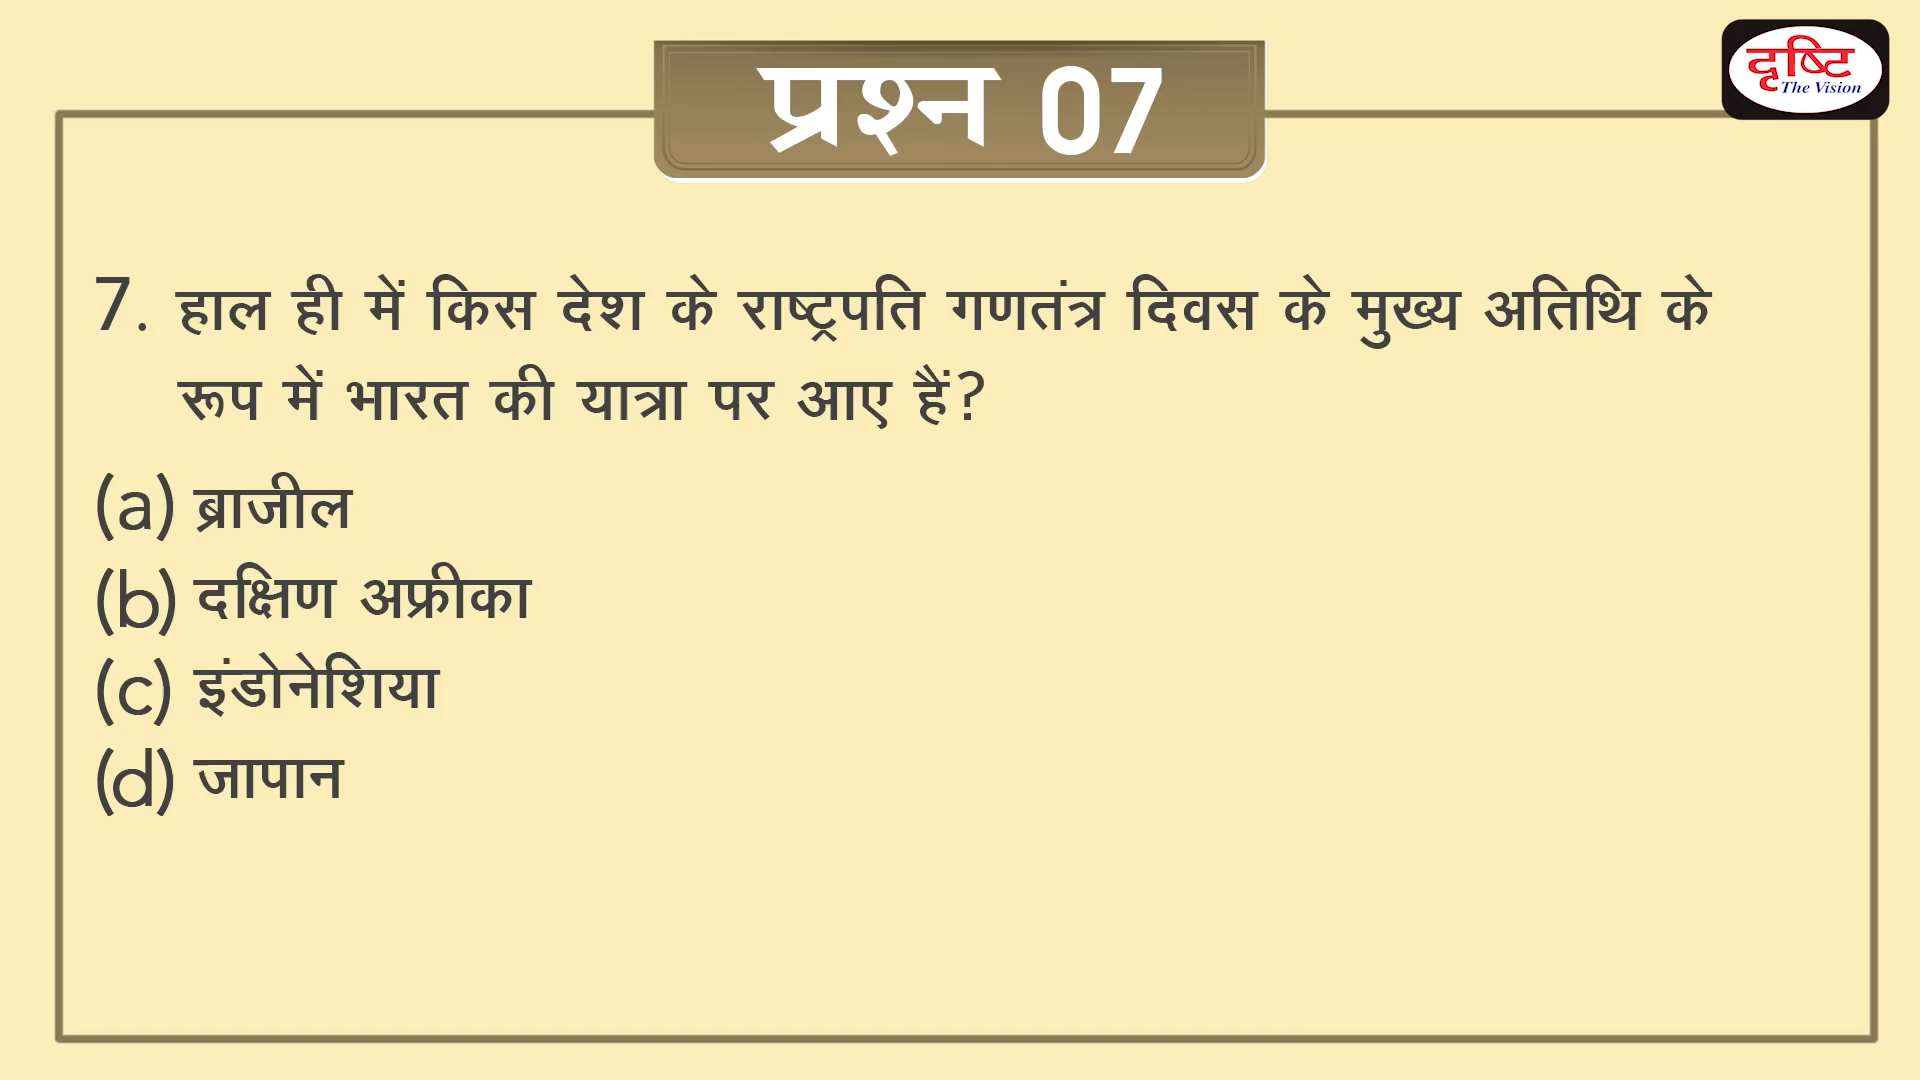 दृष्टि
The Vision
प्रश्न 07
7. हाल ही में किस देश के राष्ट्रपति गणतंत्र दिवस के मुख्य अतिथि के
रूप में भारत की यात्रा पर आए हैं?
(a) ब्राजील
(b) दक्षिण अफ्रीका
(c) इंडोनेशिया
(d) जापान